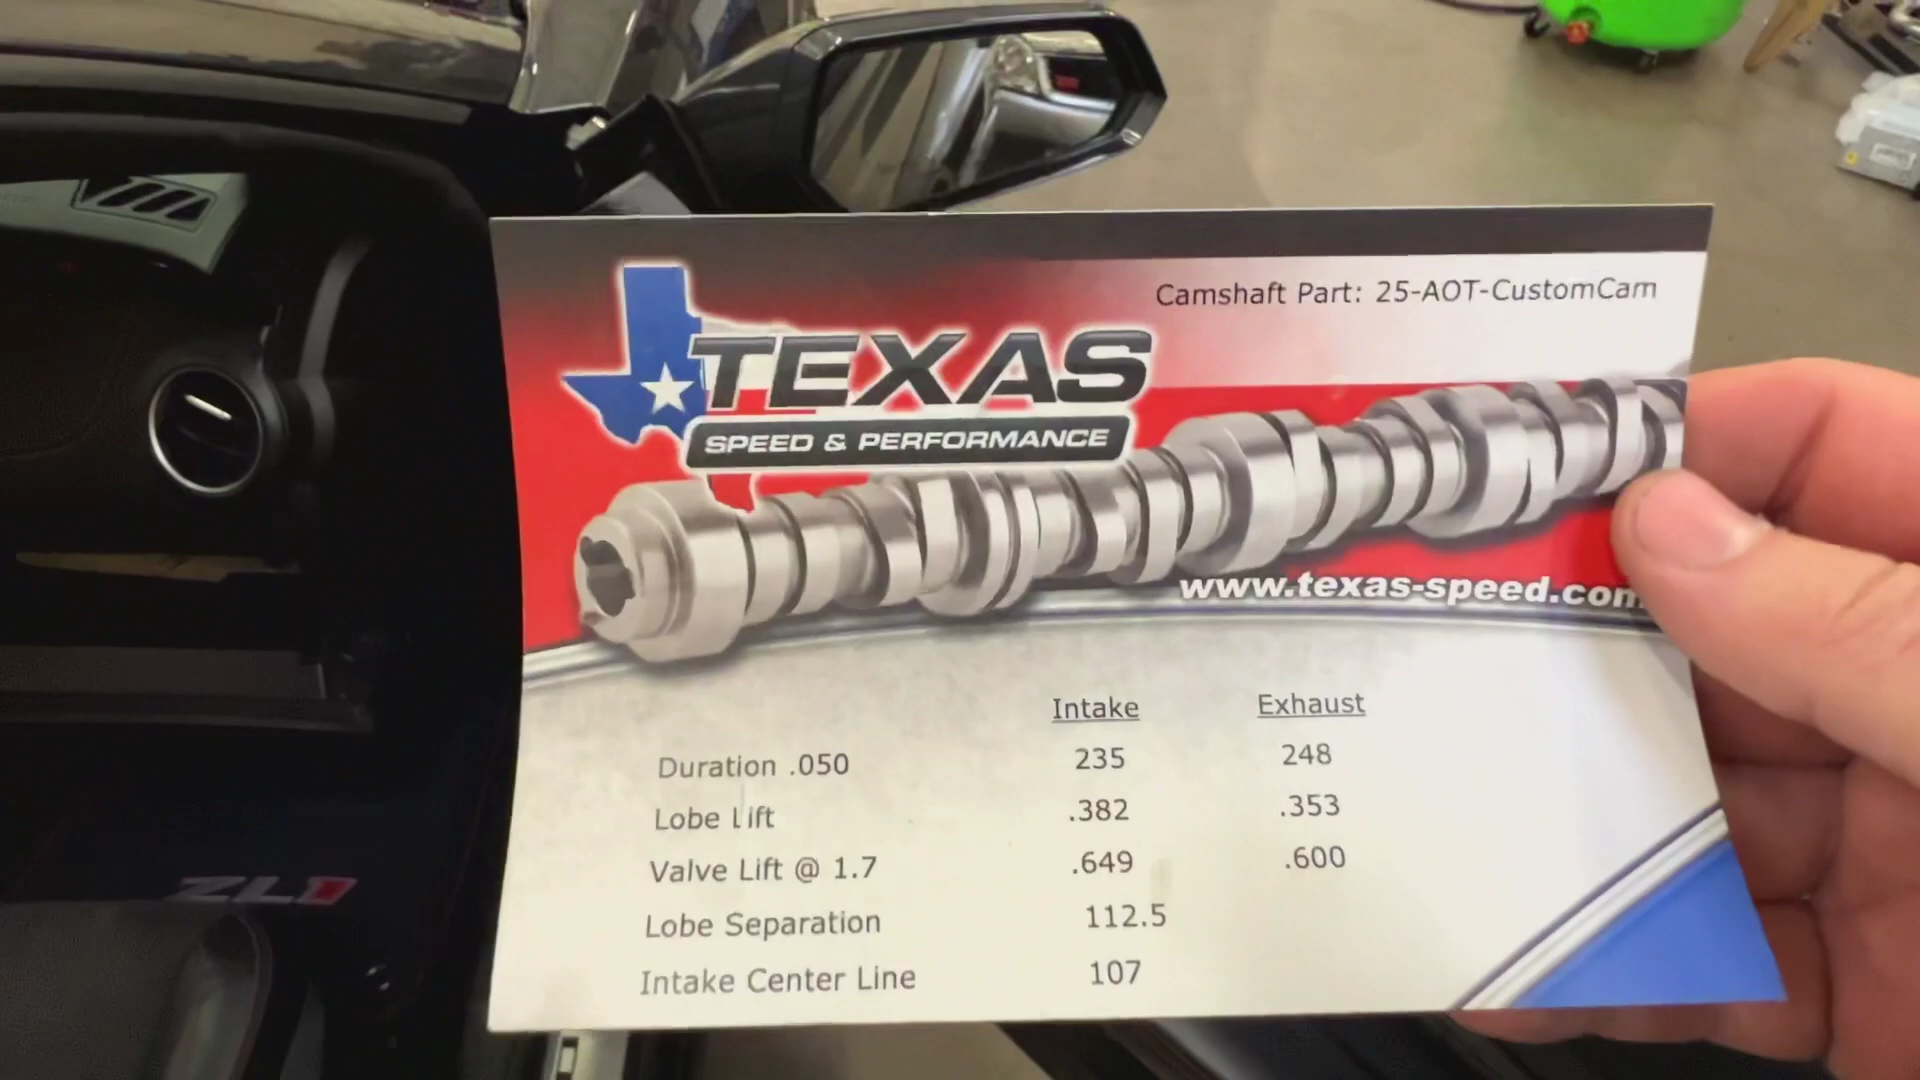 Camshaft Part: 25-AOT-CustomCam
TEXAS
SPEED & PERFORMANCE
www.texas-speed.com
Intake Exhaust
Duration .050 235 248
Lobe Lift .382 .353
Valve Lift @ 1.7 .649 .600
Lobe Separation 112.5
Intake Center Line 107
ZL1